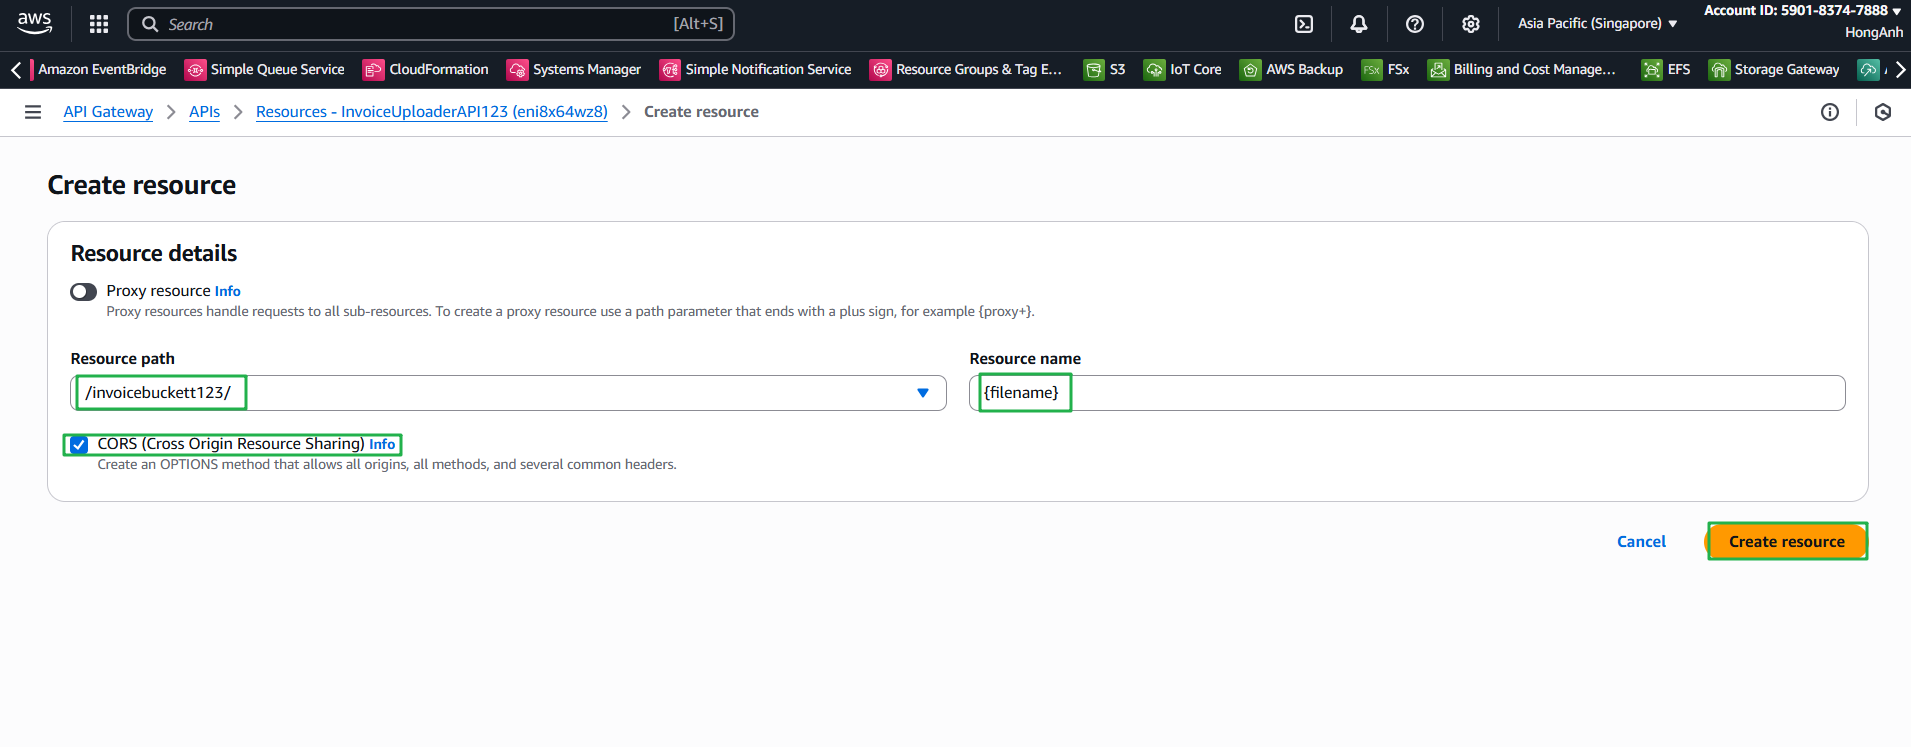 aws
Search [Alt+S]
Asia Pacific (Singapore)
Account ID: 5901-8374-7888
HongAnh
Amazon EventBridge Simple Queue Service CloudFormation Systems Manager Simple Notification Service Resource Groups & Tag E... S3 IoT Core AWS Backup FSx FSx Billing and Cost Manage... EFS Storage Gateway
API Gateway APIs Resources - InvoiceUploaderAPI123 (eni8x64wz8) Create resource
Create resource
Resource details
Proxy resource Info
Proxy resources handle requests to all sub-resources. To create a proxy resource use a path parameter that ends with a plus sign, for example {proxy+}.
Resource path
/invoicebuckett123/
Resource name
{filename}
CORS (Cross Origin Resource Sharing) Info
Create an OPTIONS method that allows all origins, all methods, and several common headers.
Cancel
Create resource